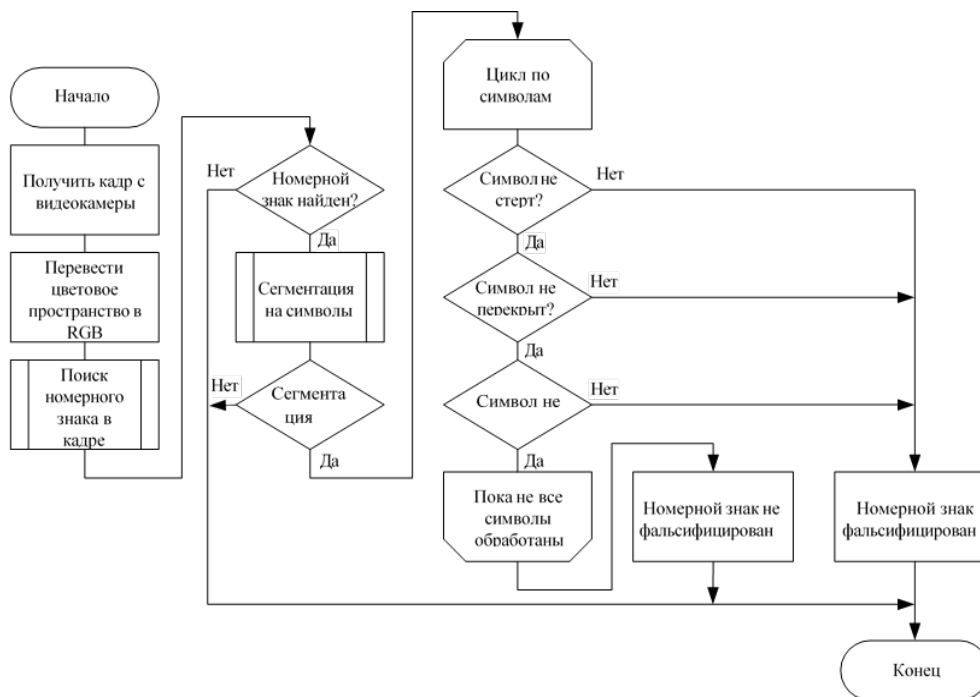 Начало
Получить кадр с
видеокамеры
Перевести
цветовое
пространство в
RGB
Поиск
номерного
знака в
кадре
Нет
Номерной
знак найден?
Да
Сегментация
на символы
Нет
Сегмента
ция
Да
Цикл по
символам
Символ не
стерт?
Нет
Да
Символ не
перекрыт?
Нет
Да
Символ не
Нет
Да
Пока не все
символы
обработаны
Номерной знак не
фальсифицирован
Номерной знак
фальсифицирован
Конец